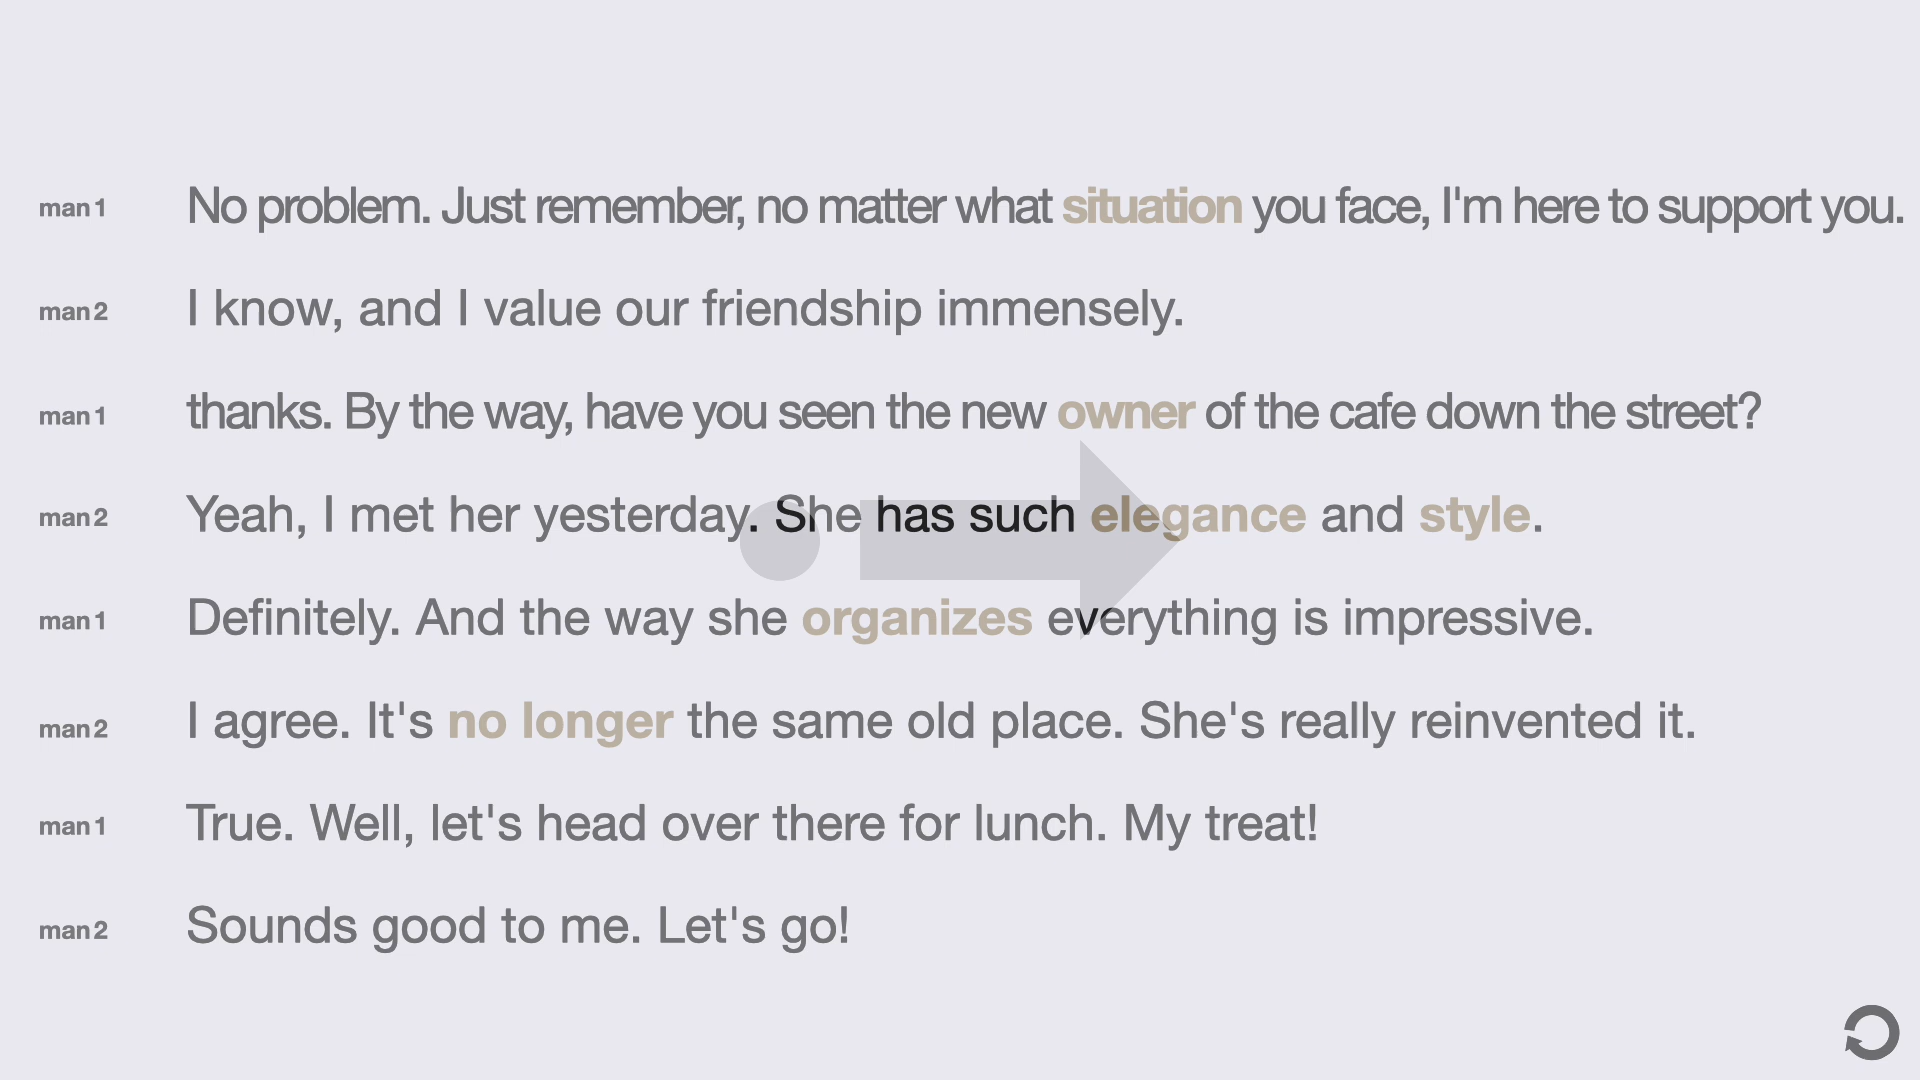 man 1 No problem. Just remember, no matter what situation you face, I'm here to support you.
man 2 I know, and I value our friendship immensely.
man 1 thanks. By the way, have you seen the new owner of the cafe down the street?
man 2 Yeah, I met her yesterday. She has such elegance and style.
man 1 Definitely. And the way she organizes everything is impressive.
man 2 I agree. It's no longer the same old place. She's really reinvented it.
man 1 True. Well, let's head over there for lunch. My treat!
man 2 Sounds good to me. Let's go!